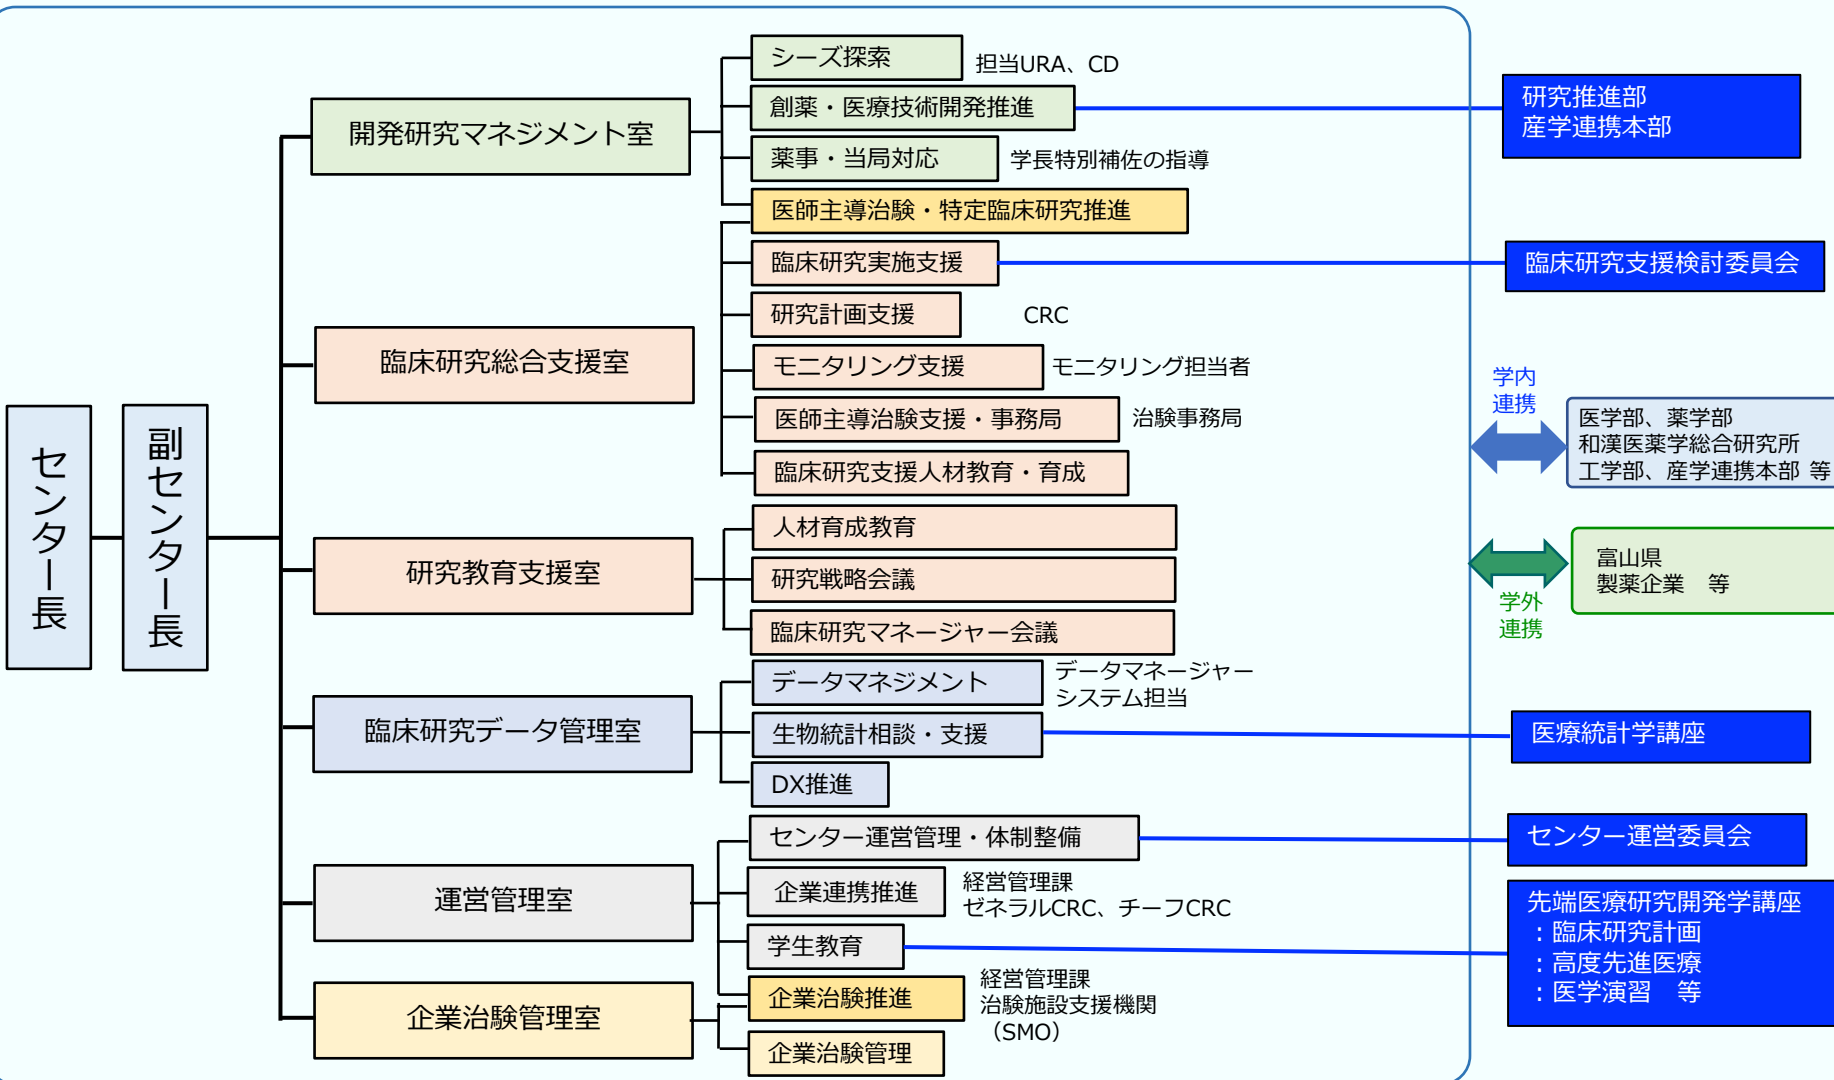 センター長
副センター長
開発研究マネジメント室
シーズ探索
担当URA、CD
創薬・医療技術開発推進
薬事・当局対応
学長特別補佐の指導
医師主導治験・特定臨床研究推進
臨床研究総合支援室
臨床研究実施支援
研究計画支援
CRC
モニタリング支援
モニタリング担当者
医師主導治験支援・事務局
治験事務局
臨床研究支援人材教育・育成
研究教育支援室
人材育成教育
研究戦略会議
臨床研究マネージャー会議
臨床研究データ管理室
データマネジメント
データマネージャー
システム担当
生物統計相談・支援
DX推進
運営管理室
センター運営管理・体制整備
企業連携推進
経営管理課
ゼネラルCRC、チーフCRC
学生教育
企業治験管理室
企業治験推進
経営管理課
治験施設支援機関
（SMO）
企業治験管理
研究推進部
産学連携本部
臨床研究支援検討委員会
学内
連携
医学部、薬学部
和漢医薬学総合研究所
工学部、産学連携本部 等
富山県
製薬企業　等
学外
連携
医療統計学講座
センター運営委員会
先端医療研究開発学講座
：臨床研究計画
：高度先進医療
：医学演習　等